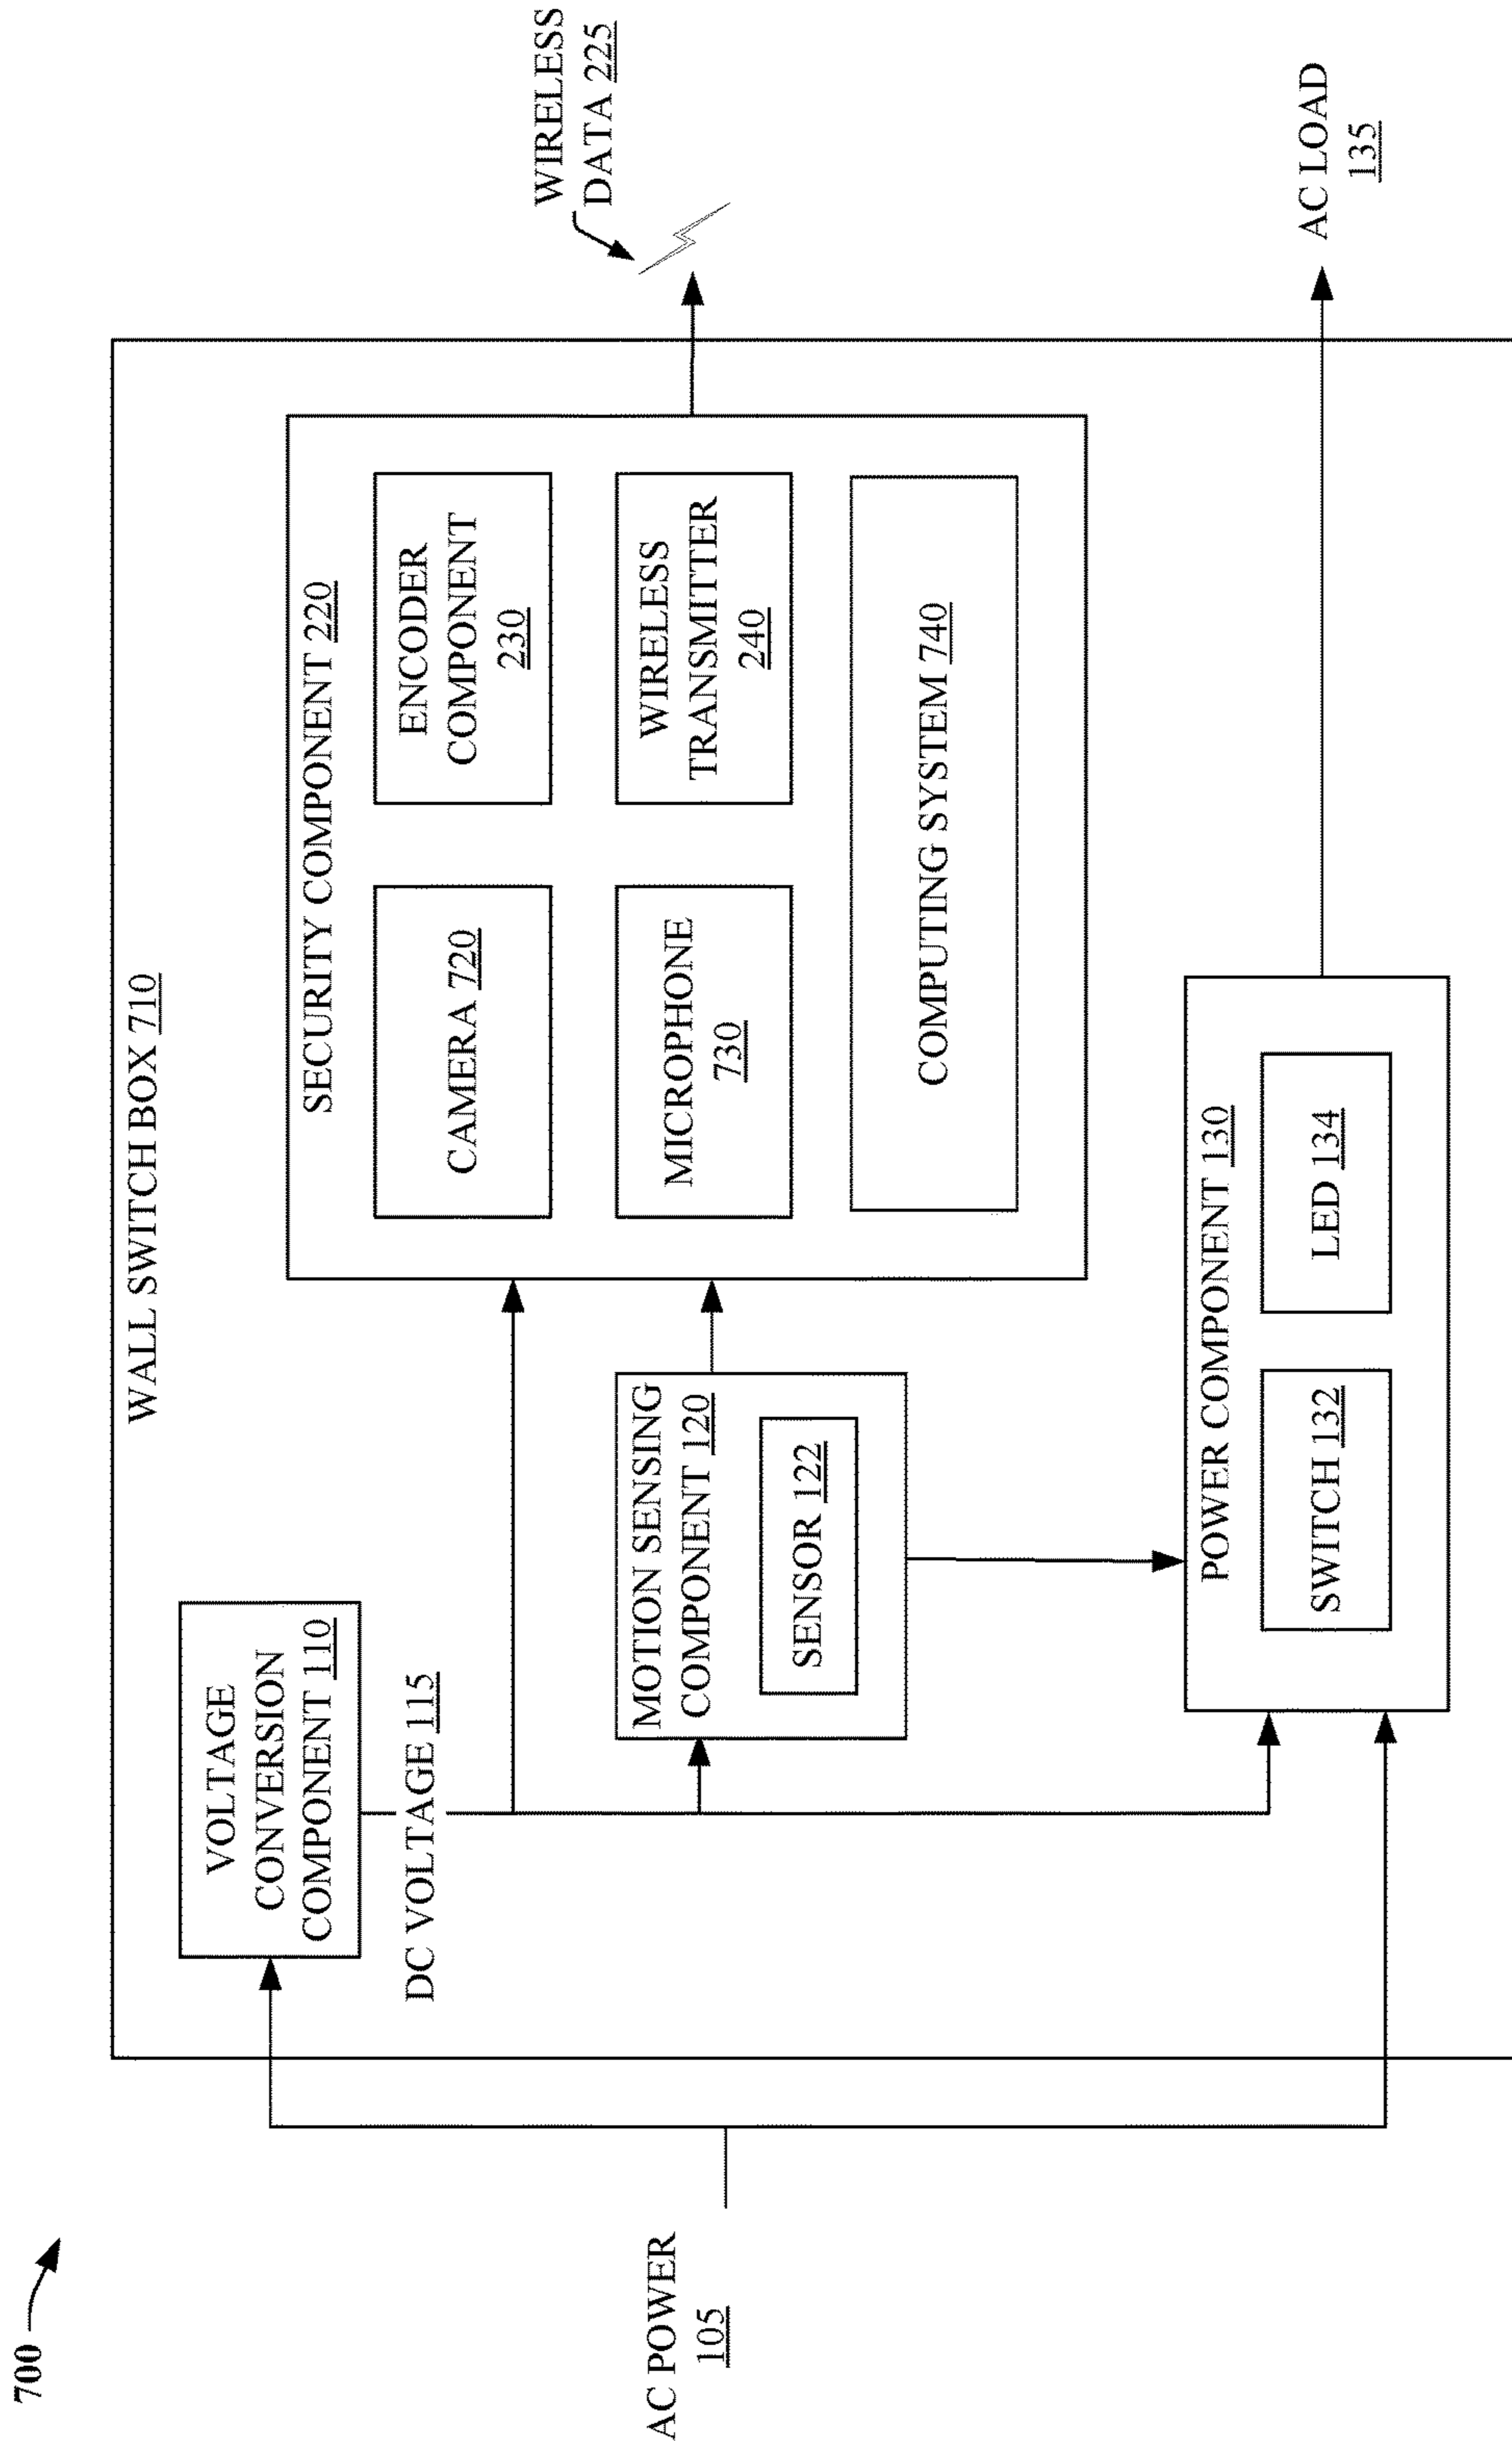 700
WALL SWITCH BOX 710
VOLTAGE
CONVERSION
COMPONENT 110
DC VOLTAGE 115
SECURITY COMPONENT 220
CAMERA 720
ENCODER
COMPONENT
230
MICROPHONE
730
WIRELESS
TRANSMITTER
240
COMPUTING SYSTEM 740
WIRELESS
DATA 225
MOTION SENSING
COMPONENT 120
SENSOR 122
AC POWER
105
POWER COMPONENT 130
SWITCH 132
LED 134
AC LOAD
135